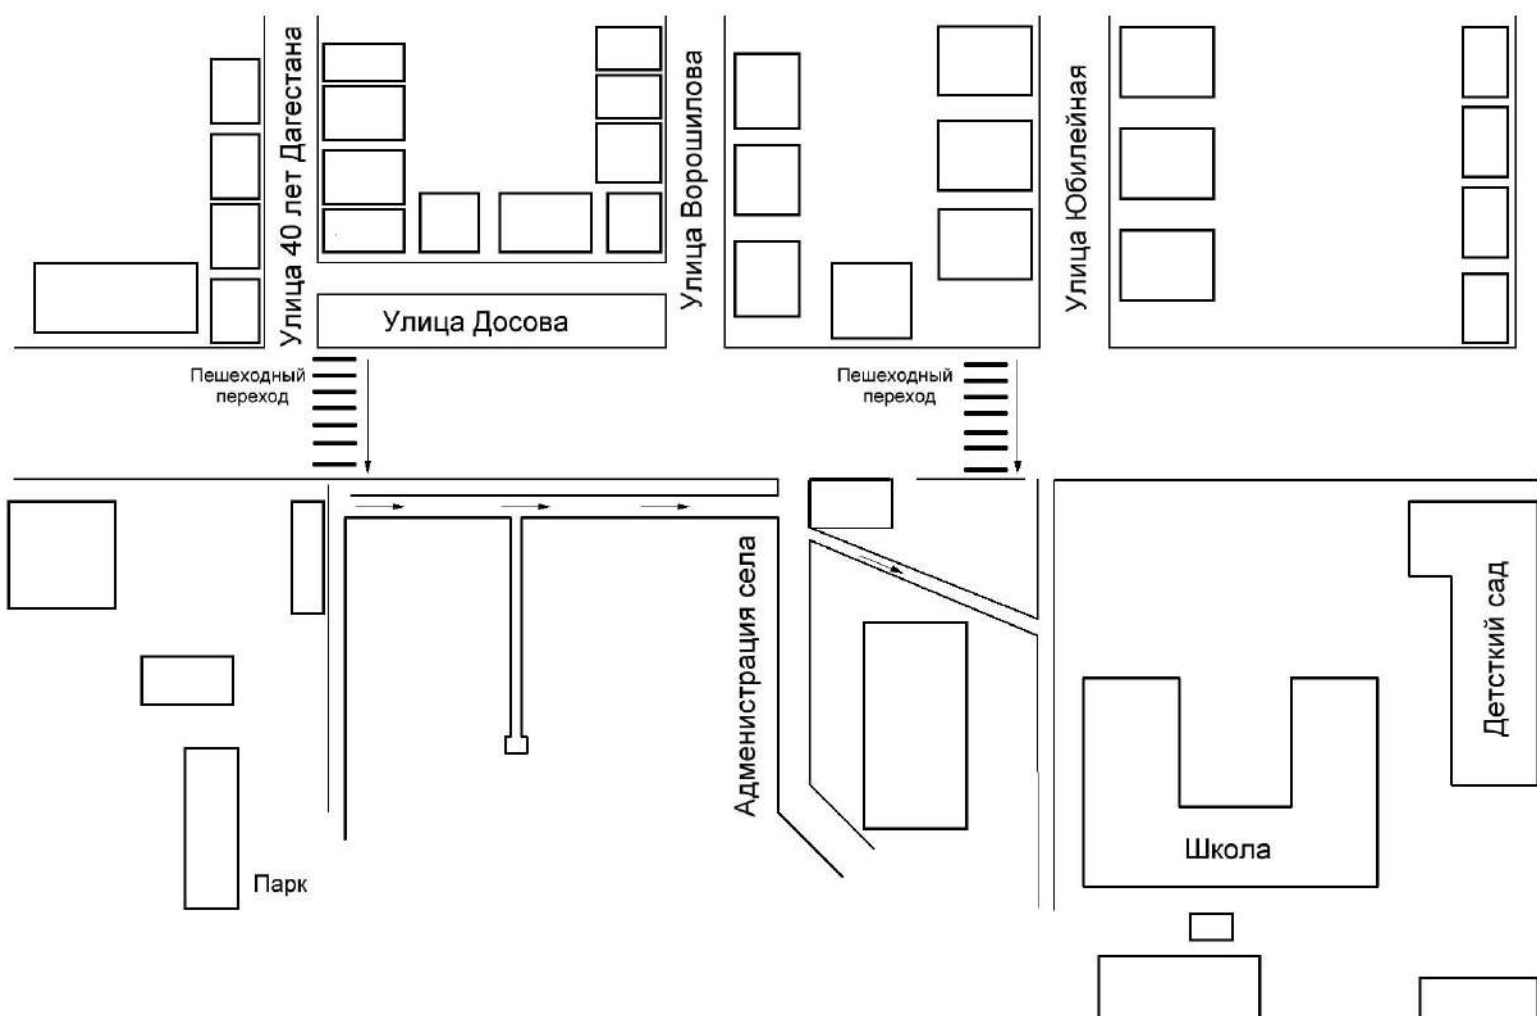 Улица 40 лет Дагестана
Улица Ворошилова
Улица Юбилейная
Улица Досова
Пешеходный
переход
Пешеходный
переход
Адменистрация села
Детсткий сад
Школа
Парк